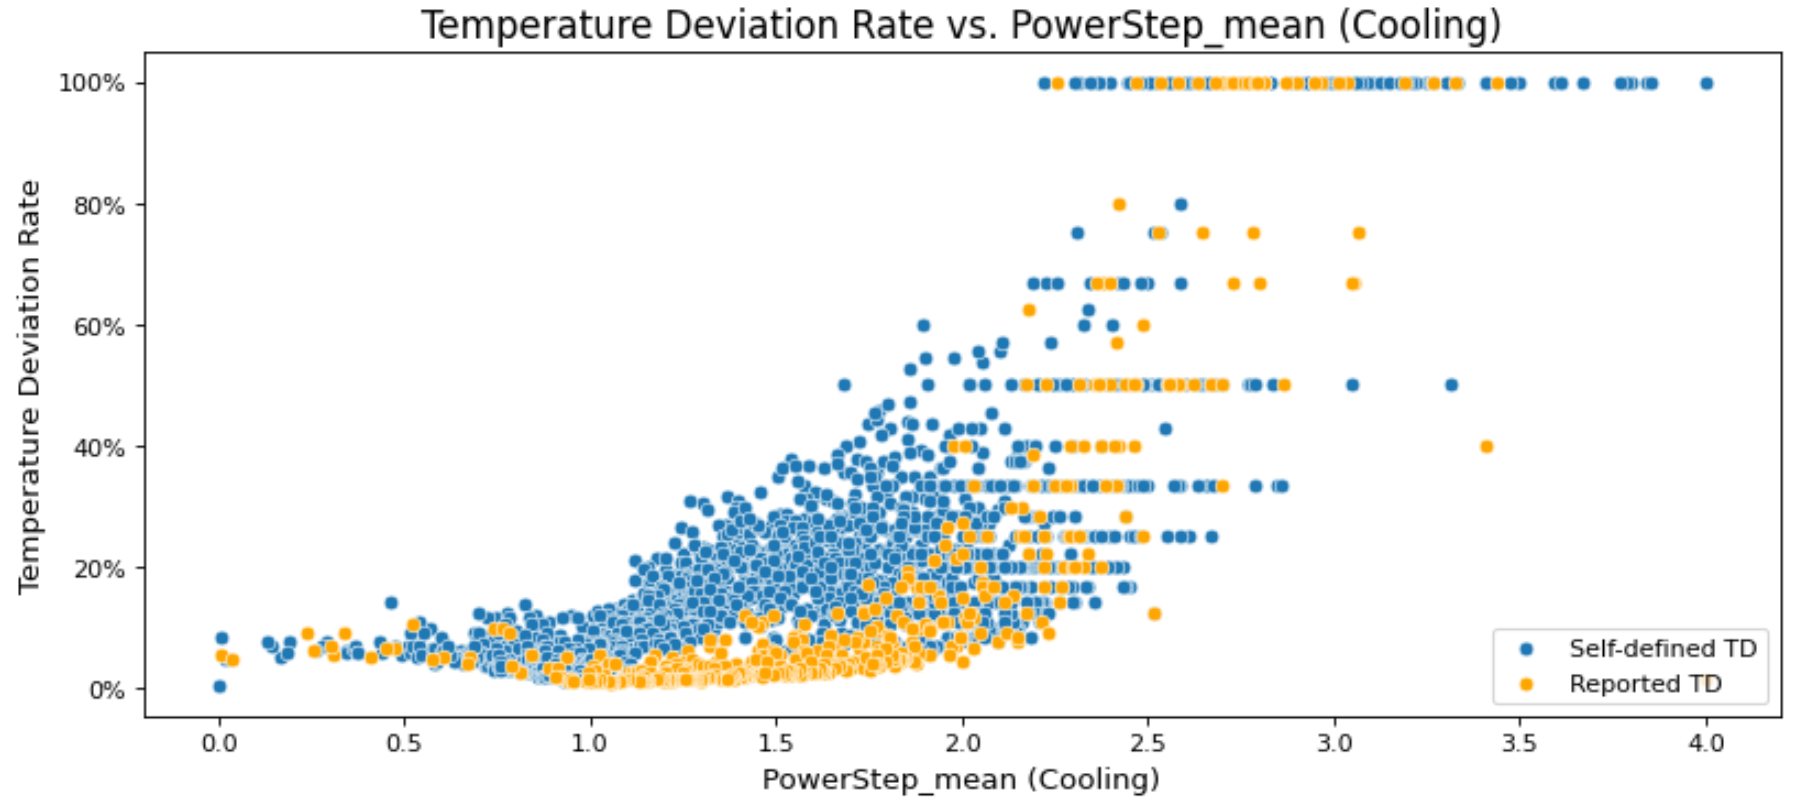 Temperature Deviation Rate vs. PowerStep_mean (Cooling)
Temperature Deviation Rate
100%
80%
60%
40%
20%
0%
0.0 0.5 1.0 1.5 2.0 2.5 3.0 3.5 4.0
PowerStep_mean (Cooling)
Self-defined TD
Reported TD